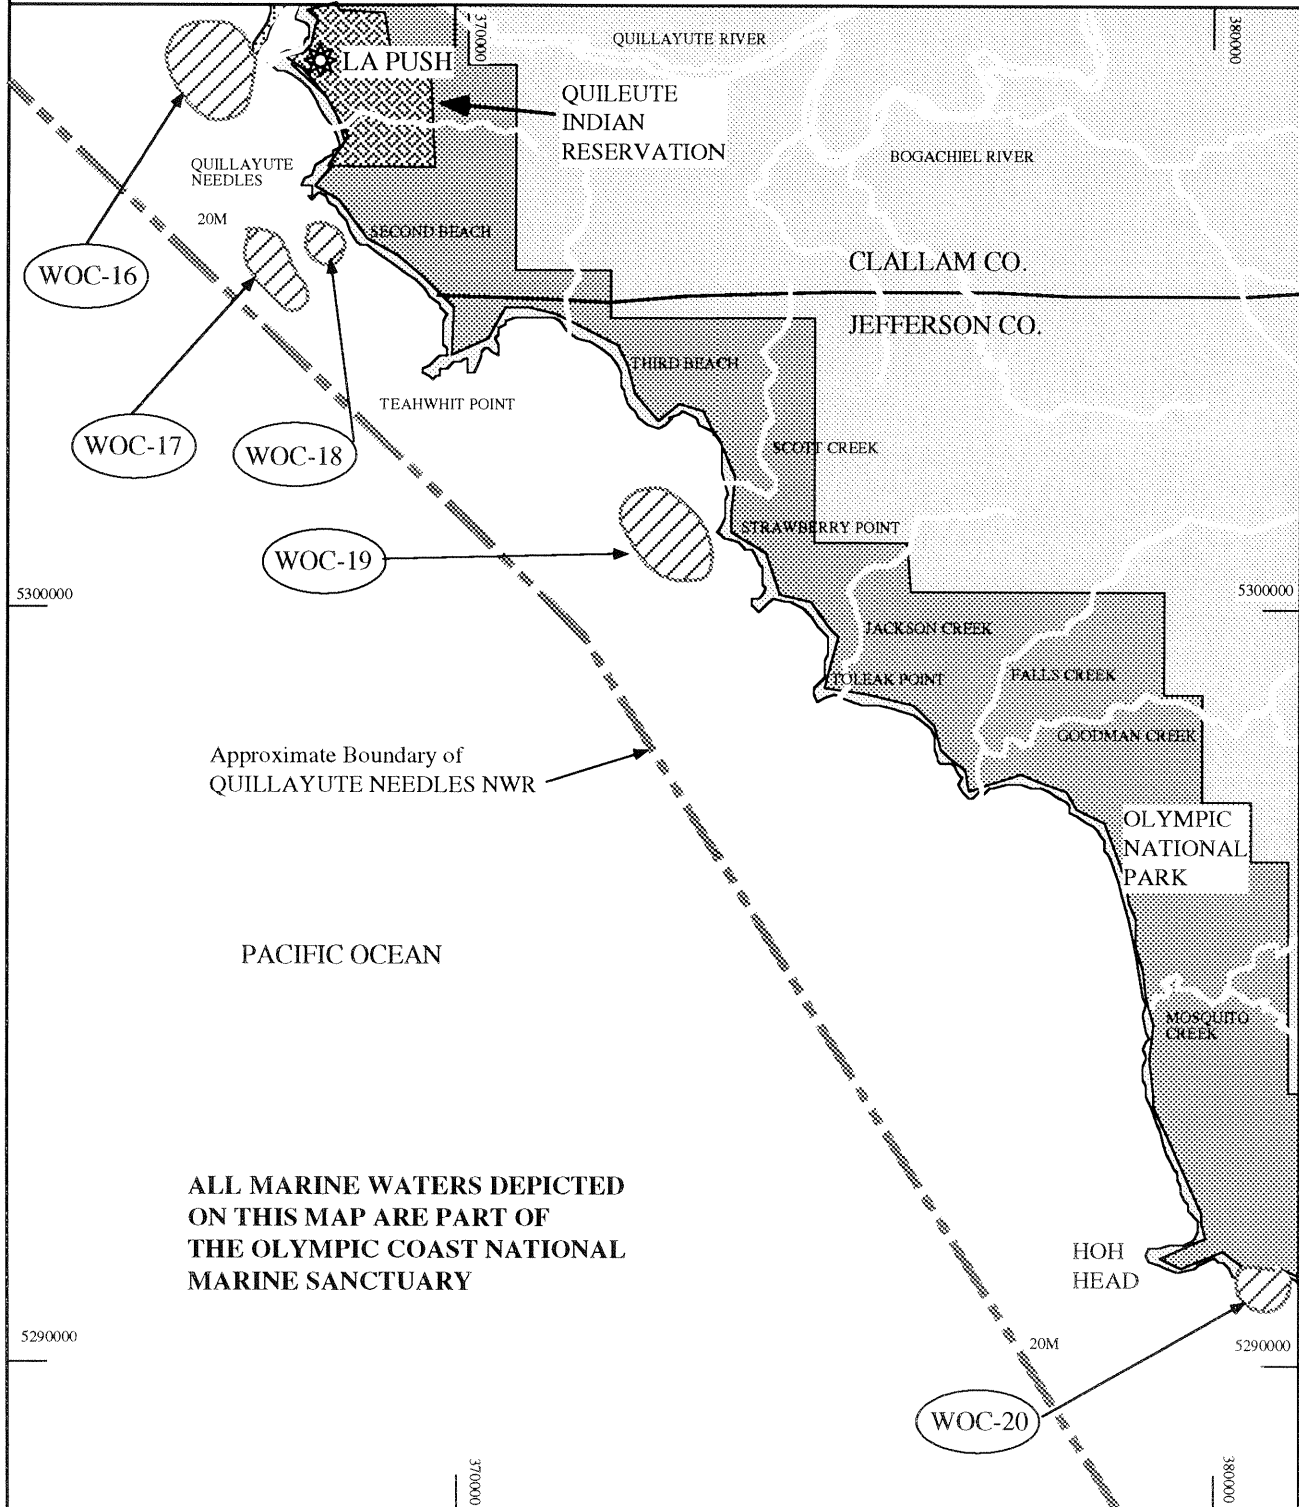 370000
380000
QUILLAYUTE RIVER
LA PUSH
QUILEUTE
INDIAN
RESERVATION
BOGACHIEL RIVER
QUILLAYUTE
NEEDLES
20M
SECOND BEACH
WOC-16
CLALLAM CO.
JEFFERSON CO.
THIRD BEACH
TEAHWHIT POINT
WOC-17
WOC-18
SCOTT CREEK
STRAWBERRY POINT
WOC-19
5300000
5300000
JACKSON CREEK
TOLEAK POINT
FALLS CREEK
GOODMAN CREEK
Approximate Boundary of
QUILLAYUTE NEEDLES NWR
OLYMPIC
NATIONAL
PARK
PACIFIC OCEAN
MOSQUITO
CREEK
ALL MARINE WATERS DEPICTED
ON THIS MAP ARE PART OF
THE OLYMPIC COAST NATIONAL
MARINE SANCTUARY
HOH
HEAD
5290000
20M
5290000
WOC-20
370000
380000